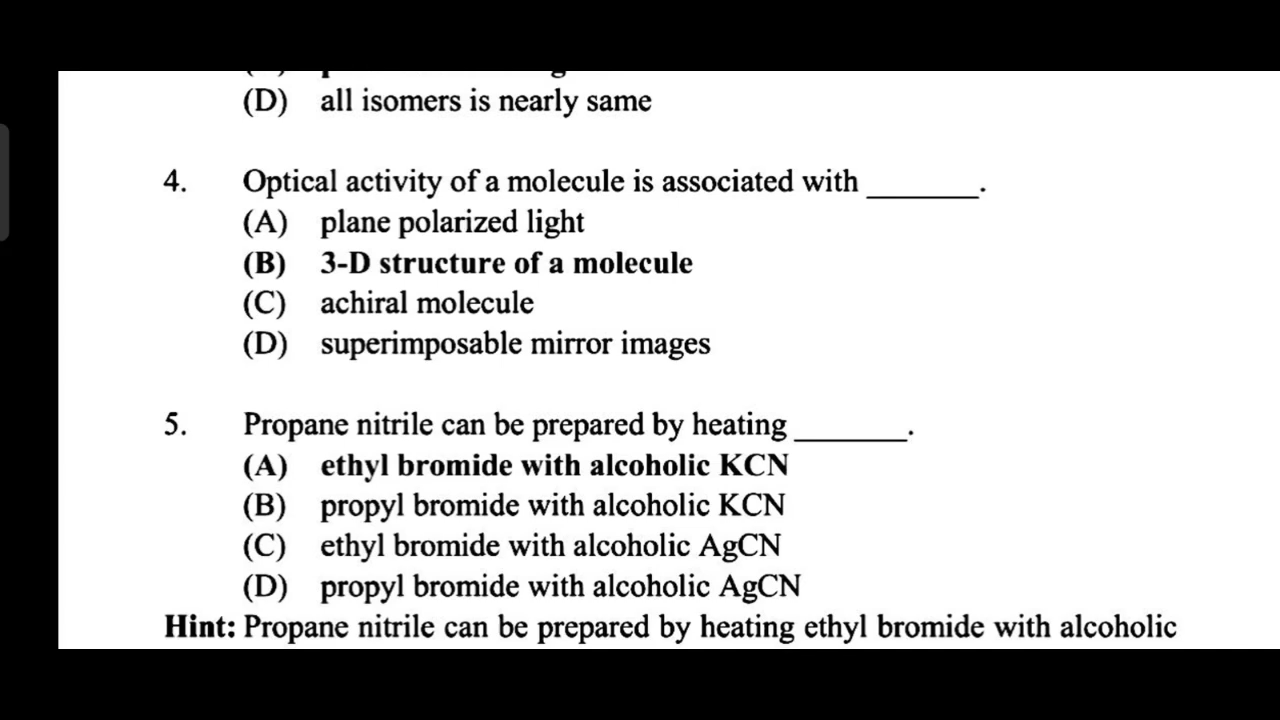 (D) all isomers is nearly same
4. Optical activity of a molecule is associated with _______.
(A) plane polarized light
(B) 3-D structure of a molecule
(C) achiral molecule
(D) superimposable mirror images
5. Propane nitrile can be prepared by heating _______.
(A) ethyl bromide with alcoholic KCN
(B) propyl bromide with alcoholic KCN
(C) ethyl bromide with alcoholic AgCN
(D) propyl bromide with alcoholic AgCN
Hint: Propane nitrile can be prepared by heating ethyl bromide with alcoholic